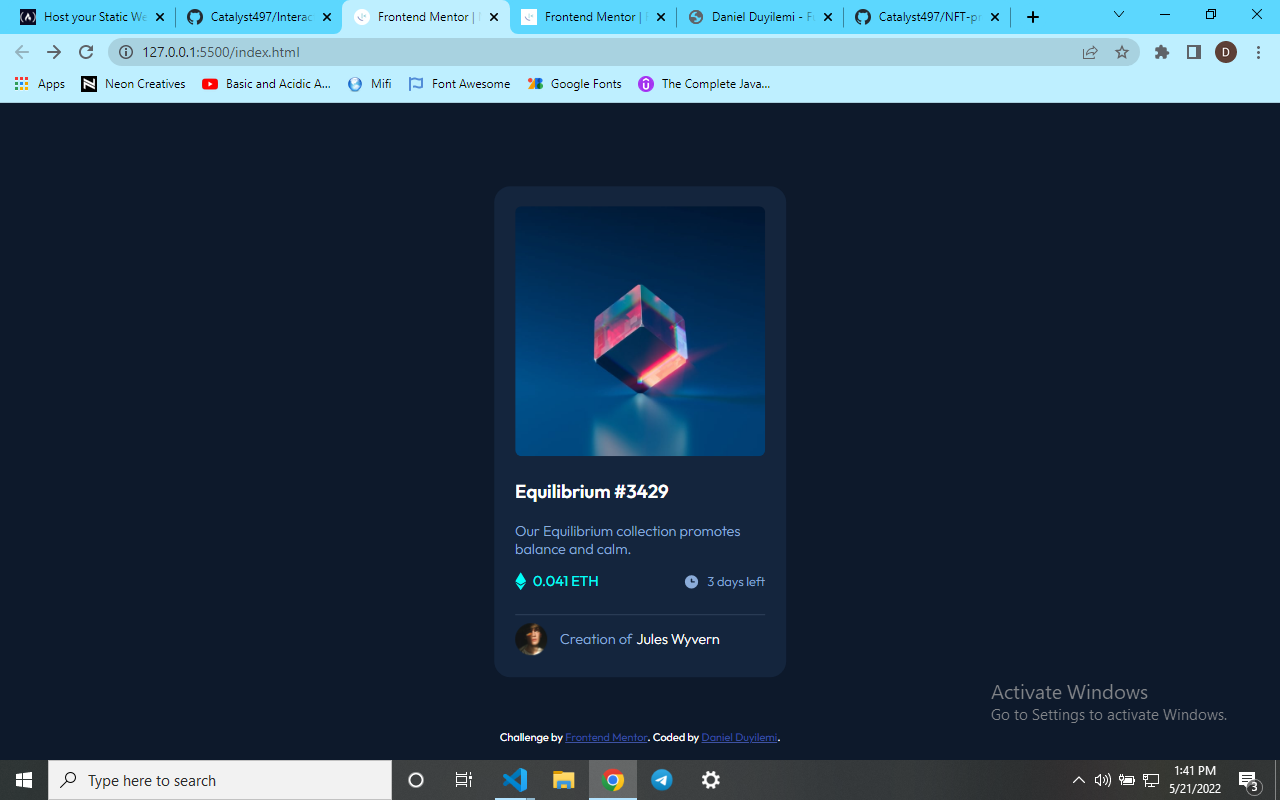 Host your Static We
Catalyst497/Interac
Frontend Mentor |
Frontend Mentor |
Daniel Duyilemi - F
Catalyst497/NFT-p
127.0.0.1:5500/index.html
D
Apps
Neon Creatives
Basic and Acidic A...
Mifi
Font Awesome
Google Fonts
The Complete Java...
Equilibrium #3429
Our Equilibrium collection promotes
balance and calm.
0.041 ETH
3 days left
Creation of Jules Wyvern
Activate Windows
Go to Settings to activate Windows.
Challenge by Frontend Mentor. Coded by Daniel Duyilemi.
Type here to search
1:41 PM
5/21/2022
3